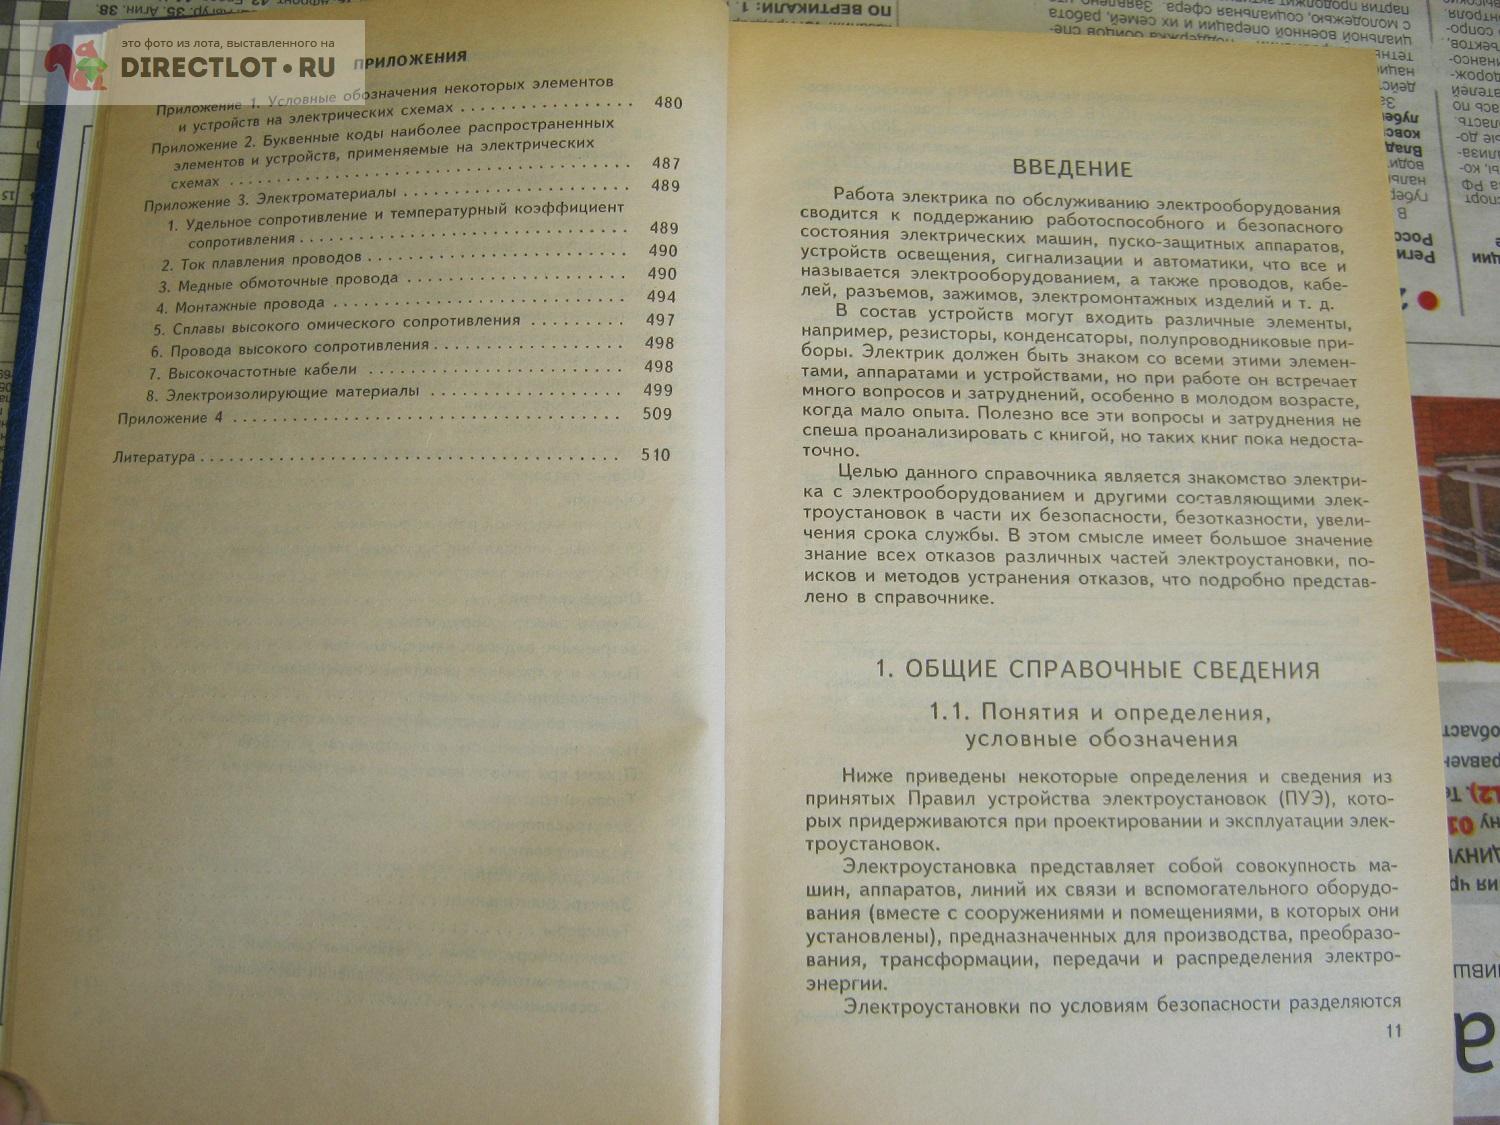 это фото из лота, выставленного на
DIRECTLOT.RU
ПРИЛОЖЕНИЯ
Приложение 1. Условные обозначения некоторых элементов
и устройств на электрических схемах . . . . . . . . . . . . . . . . . 480
Приложение 2. Буквенные коды наиболее распространенных
элементов и устройств, применяемые на электрических
схемах . . . . . . . . . . . . . . . . . . . . . . . . . . . . . . . . . . . . . . 487
Приложение 3. Электроматериалы . . . . . . . . . . . . . . . . . . . . . 489
1. Удельное сопротивление и температурный коэффициент
сопротивления . . . . . . . . . . . . . . . . . . . . . . . . . . . . . . . 489
2. Ток плавления проводов . . . . . . . . . . . . . . . . . . . . . . . . 490
3. Медные обмоточные провода . . . . . . . . . . . . . . . . . . . . 490
4. Монтажные провода . . . . . . . . . . . . . . . . . . . . . . . . . . . 494
5. Сплавы высокого омического сопротивления . . . . . . . . . 497
6. Провода высокого сопротивления . . . . . . . . . . . . . . . . . . 498
7. Высокочастотные кабели . . . . . . . . . . . . . . . . . . . . . . . 498
8. Электроизолирующие материалы . . . . . . . . . . . . . . . . . . 499
Приложение 4 . . . . . . . . . . . . . . . . . . . . . . . . . . . . . . . . . . . . 509
Литература . . . . . . . . . . . . . . . . . . . . . . . . . . . . . . . . . . . . . . . 510
ВВЕДЕНИЕ
Работа электрика по обслуживанию электрооборудования
сводится к поддержанию работоспособного и безопасного
состояния электрических машин, пуско-защитных аппаратов,
устройств освещения, сигнализации и автоматики, что все и
называется электрооборудованием, а также проводов, кабе-
лей, разъемов, зажимов, электромонтажных изделий и т. д.
В состав устройств могут входить различные элементы,
например, резисторы, конденсаторы, полупроводниковые при-
боры. Электрик должен быть знаком со всеми этими элемен-
тами, аппаратами и устройствами, но при работе он встречает
много вопросов и затруднений, особенно в молодом возрасте,
когда мало опыта. Полезно все эти вопросы и затруднения не
спеша проанализировать с книгой, но таких книг пока недоста-
точно.
Целью данного справочника является знакомство электри-
ка с электрооборудованием и другими составляющими элек-
троустановок в части их безопасности, безотказности, увели-
чения срока службы. В этом смысле имеет большое значение
знание всех отказов различных частей электроустановки, по-
исков и методов устранения отказов, что подробно представ-
лено в справочнике.
1. ОБЩИЕ СПРАВОЧНЫЕ СВЕДЕНИЯ
1.1. Понятия и определения,
условные обозначения
Ниже приведены некоторые определения и сведения из
принятых Правил устройства электроустановок (ПУЭ), кото-
рых придерживаются при проектировании и эксплуатации элек-
троустановок.
Электроустановка представляет собой совокупность ма-
шин, аппаратов, линий их связи и вспомогательного оборудо-
вания (вместе с сооружениями и помещениями, в которых они
установлены), предназначенных для производства, преобразо-
вания, трансформации, передачи и распределения электро-
энергии.
Электроустановки по условиям безопасности разделяются
11
ПО ВЕРТИКАЛИ: 1.
с молодежью, социальная сфера.
циальной военной операции и их семей, работа